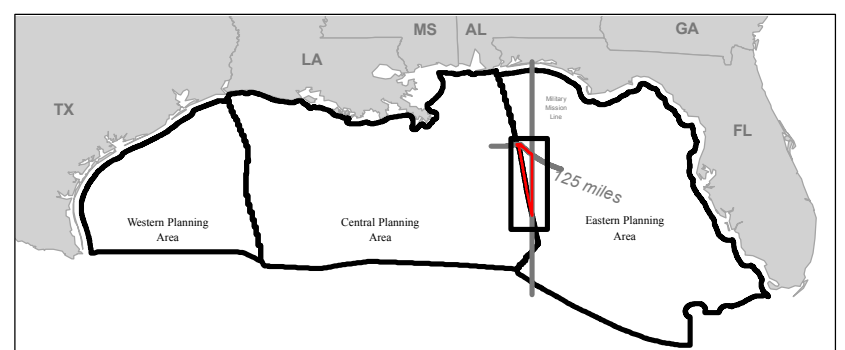 MS
AL
GA
LA
TX
Military
Mission
Line
FL
125 miles
Western Planning
Area
Central Planning
Area
Eastern Planning
Area